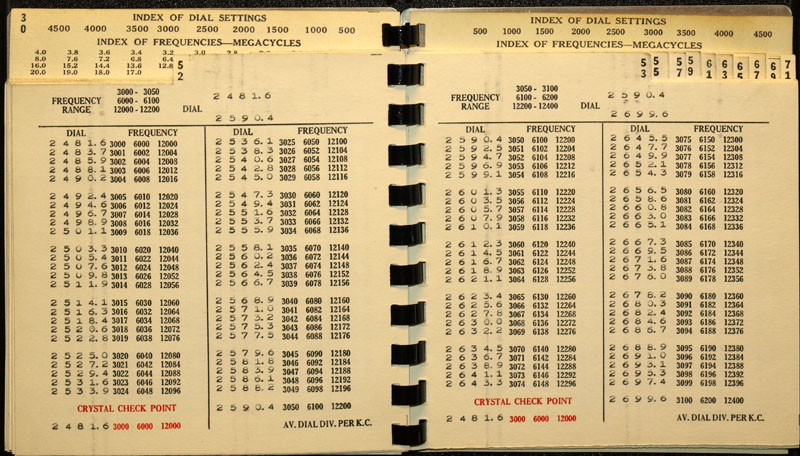 3
0
INDEX OF DIAL SETTINGS
4500 4000 3500 3000 2500 2000 1500 1000 500
INDEX OF FREQUENCIES—MEGACYCLES
4.0 3.8 3.6 3.4 3.2 3.0
8.0 7.6 7.2 6.8 6.4
16.0 15.2 14.4 13.6 12.8
20.0 19.0 18.0 17.0
5
2
FREQUENCY RANGE
3000 - 3050
6000 - 6100
12000 - 12200
DIAL
2 4 8 1.6
2 5 9 0.4
DIAL FREQUENCY
2 4 8 1.6 3000 6000 12000
2 4 8 3.7 3001 6002 12004
2 4 8 5.9 3002 6004 12008
2 4 8 8.1 3003 6006 12012
2 4 9 0.2 3004 6008 12016
2 4 9 2.4 3005 6010 12020
2 4 9 4.6 3006 6012 12024
2 4 9 6.7 3007 6014 12028
2 4 9 8.9 3008 6016 12032
2 5 0 1.1 3009 6018 12036
2 5 0 3.3 3010 6020 12040
2 5 0 5.4 3011 6022 12044
2 5 0 7.6 3012 6024 12048
2 5 0 9.8 3013 6026 12052
2 5 1 1.9 3014 6028 12056
2 5 1 4.1 3015 6030 12060
2 5 1 6.3 3016 6032 12064
2 5 1 8.4 3017 6034 12068
2 5 2 0.6 3018 6036 12072
2 5 2 2.8 3019 6038 12076
2 5 2 5.0 3020 6040 12080
2 5 2 7.2 3021 6042 12084
2 5 2 9.4 3022 6044 12088
2 5 3 1.6 3023 6046 12092
2 5 3 3.9 3024 6048 12096
CRYSTAL CHECK POINT
2 4 8 1.6 3000 6000 12000
DIAL FREQUENCY
2 5 3 6.1 3025 6050 12100
2 5 3 8.3 3026 6052 12104
2 5 4 0.6 3027 6054 12108
2 5 4 2.8 3028 6056 12112
2 5 4 5.0 3029 6058 12116
2 5 4 7.3 3030 6060 12120
2 5 4 9.4 3031 6062 12124
2 5 5 1.6 3032 6064 12128
2 5 5 3.7 3033 6066 12132
2 5 5 5.9 3034 6068 12136
2 5 5 8.1 3035 6070 12140
2 5 6 0.2 3036 6072 12144
2 5 6 2.4 3037 6074 12148
2 5 6 4.5 3038 6076 12152
2 5 6 6.7 3039 6078 12156
2 5 6 8.9 3040 6080 12160
2 5 7 1.0 3041 6082 12164
2 5 7 3.2 3042 6084 12168
2 5 7 5.3 3043 6086 12172
2 5 7 7.5 3044 6088 12176
2 5 7 9.6 3045 6090 12180
2 5 8 1.8 3046 6092 12184
2 5 8 3.9 3047 6094 12188
2 5 8 6.1 3048 6096 12192
2 5 8 8.2 3049 6098 12196
2 5 9 0.4 3050 6100 12200
AV. DIAL DIV. PER K.C.
INDEX OF DIAL SETTINGS
500 1000 1500 2000 2500 3000 3500 4000 4500
INDEX OF FREQUENCIES—MEGACYCLES
5 5 5 6 6 6 6 7
3 5 7 9 1 3 5 7 9 1
FREQUENCY RANGE
3050 - 3100
6100 - 6200
12200 - 12400
DIAL
2 5 9 0.4
2 6 9 9.6
DIAL FREQUENCY
2 5 9 0.4 3050 6100 12200
2 5 9 2.5 3051 6102 12204
2 5 9 4.7 3052 6104 12208
2 5 9 6.9 3053 6106 12212
2 5 9 9.1 3054 6108 12216
2 6 0 1.3 3055 6110 12220
2 6 0 3.5 3056 6112 12224
2 6 0 5.7 3057 6114 12228
2 6 0 7.9 3058 6116 12232
2 6 1 0.1 3059 6118 12236
2 6 1 2.3 3060 6120 12240
2 6 1 4.5 3061 6122 12244
2 6 1 6.7 3062 6124 12248
2 6 1 8.9 3063 6126 12252
2 6 2 1.1 3064 6128 12256
2 6 2 3.4 3065 6130 12260
2 6 2 5.6 3066 6132 12264
2 6 2 7.8 3067 6134 12268
2 6 3 0.0 3068 6136 12272
2 6 3 2.2 3069 6138 12276
2 6 3 4.5 3070 6140 12280
2 6 3 6.7 3071 6142 12284
2 6 3 8.9 3072 6144 12288
2 6 4 1.1 3073 6146 12292
2 6 4 3.3 3074 6148 12296
CRYSTAL CHECK POINT
2 4 8 1.6 3000 6000 12000
DIAL FREQUENCY
2 6 4 5.5 3075 6150 12300
2 6 4 7.7 3076 6152 12304
2 6 4 9.9 3077 6154 12308
2 6 5 2.1 3078 6156 12312
2 6 5 4.3 3079 6158 12316
2 6 5 6.5 3080 6160 12320
2 6 5 8.6 3081 6162 12324
2 6 6 0.8 3082 6164 12328
2 6 6 3.0 3083 6166 12332
2 6 6 5.1 3084 6168 12336
2 6 6 7.3 3085 6170 12340
2 6 6 9.5 3086 6172 12344
2 6 7 1.6 3087 6174 12348
2 6 7 3.8 3088 6176 12352
2 6 7 6.0 3089 6178 12356
2 6 7 8.2 3090 6180 12360
2 6 8 0.3 3091 6182 12364
2 6 8 2.4 3092 6184 12368
2 6 8 4.6 3093 6186 12372
2 6 8 6.7 3094 6188 12376
2 6 8 8.9 3095 6190 12380
2 6 9 1.0 3096 6192 12384
2 6 9 3.1 3097 6194 12388
2 6 9 5.3 3098 6196 12392
2 6 9 7.4 3099 6198 12396
2 6 9 9.6 3100 6200 12400
AV. DIAL DIV. PER K.C.